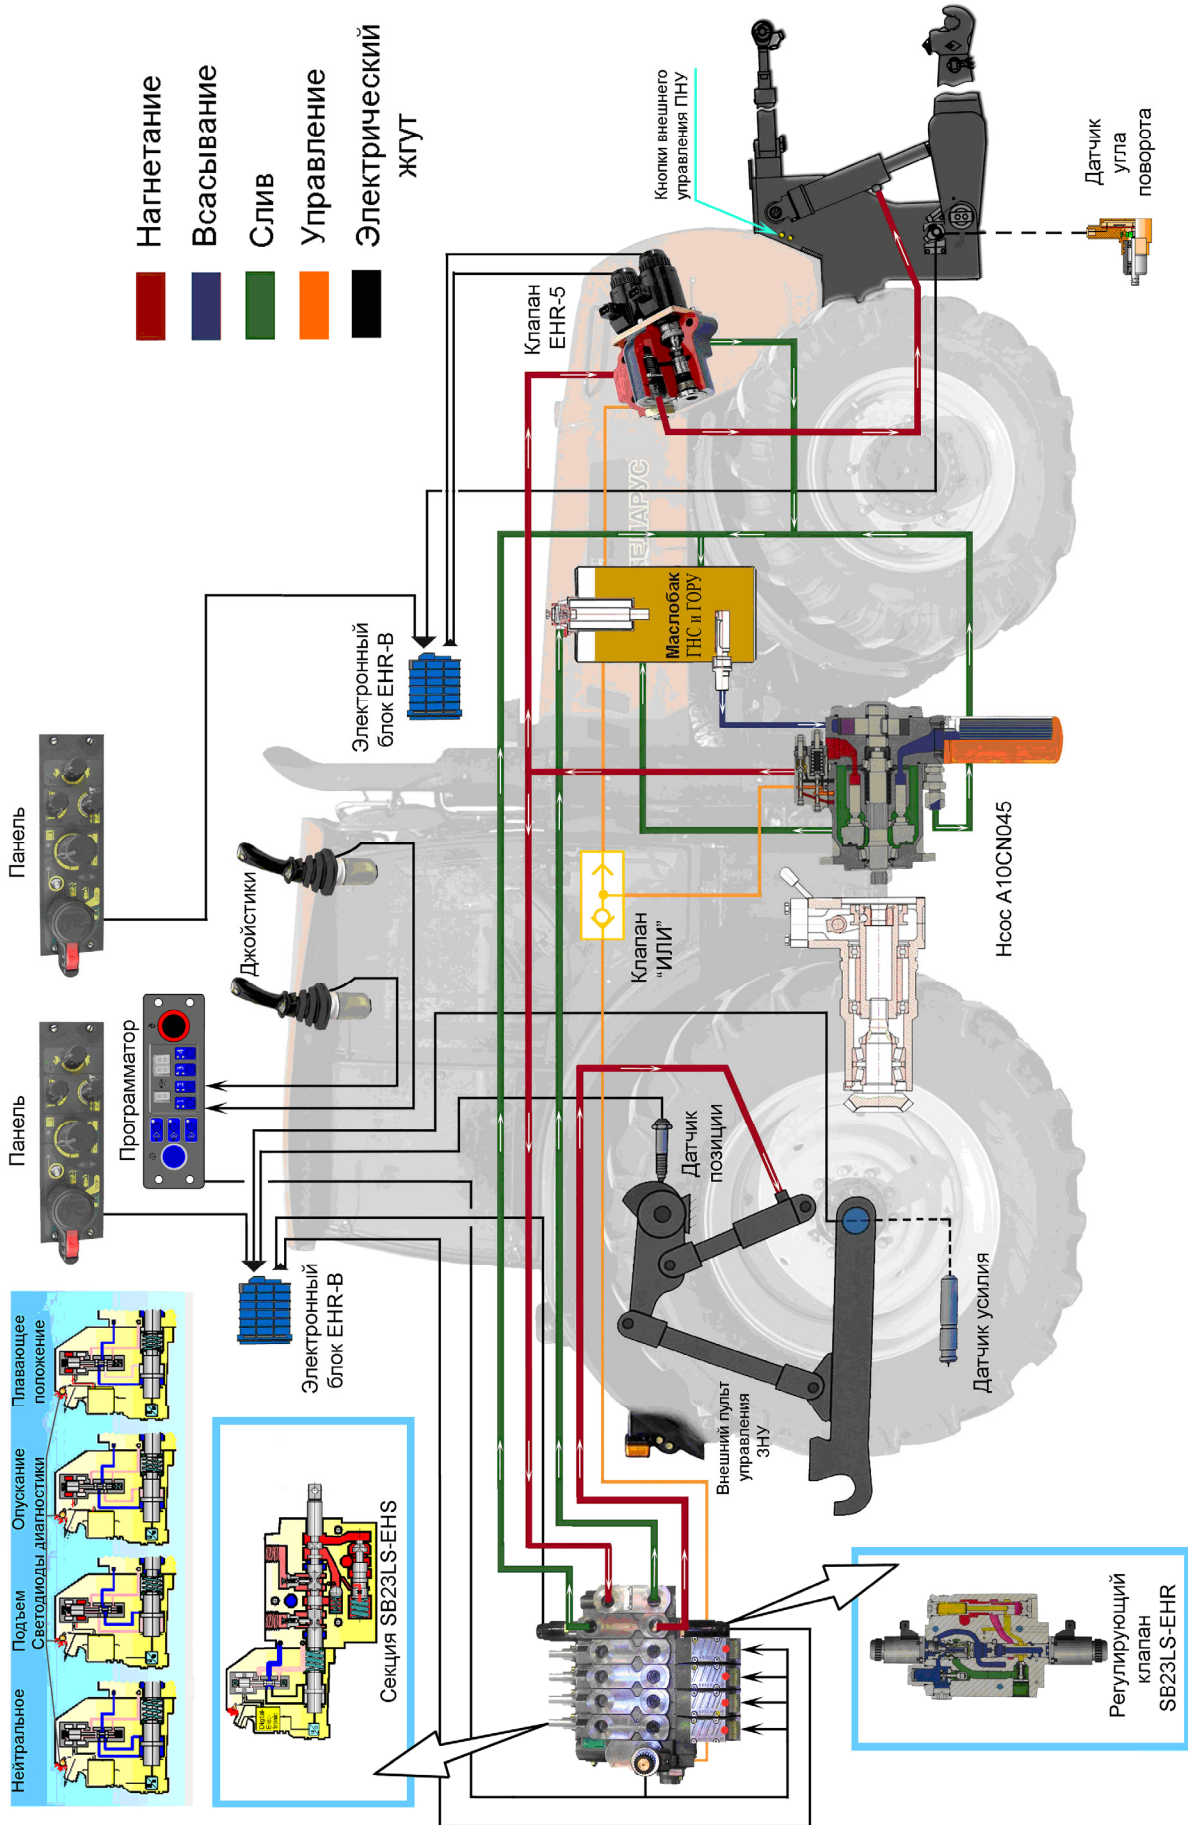 Нагнетание
Всасывание
Слив
Управление
Электрический
жгут
Панель
Панель
Программатор
Джойстики
Электронный
блок EHR-B
Электронный
блок EHR-B
Клапан
EHR-5
Кнопки внешнего
управления ПНУ
Датчик
угла
поворота
БЕЛАРУС
Маслобак
ГНС и ГОРУ
Клапан
“ИЛИ”
Нсос A10CN045
Датчик
позиции
Датчик усилия
Внешний пульт
управления
ЗНУ
Нейтральное
Подъем
Опускание
Плавающее
положение
Светодиоды диагностики
Секция SB23LS-EHS
Регулирующий
клапан
SB23LS-EHR